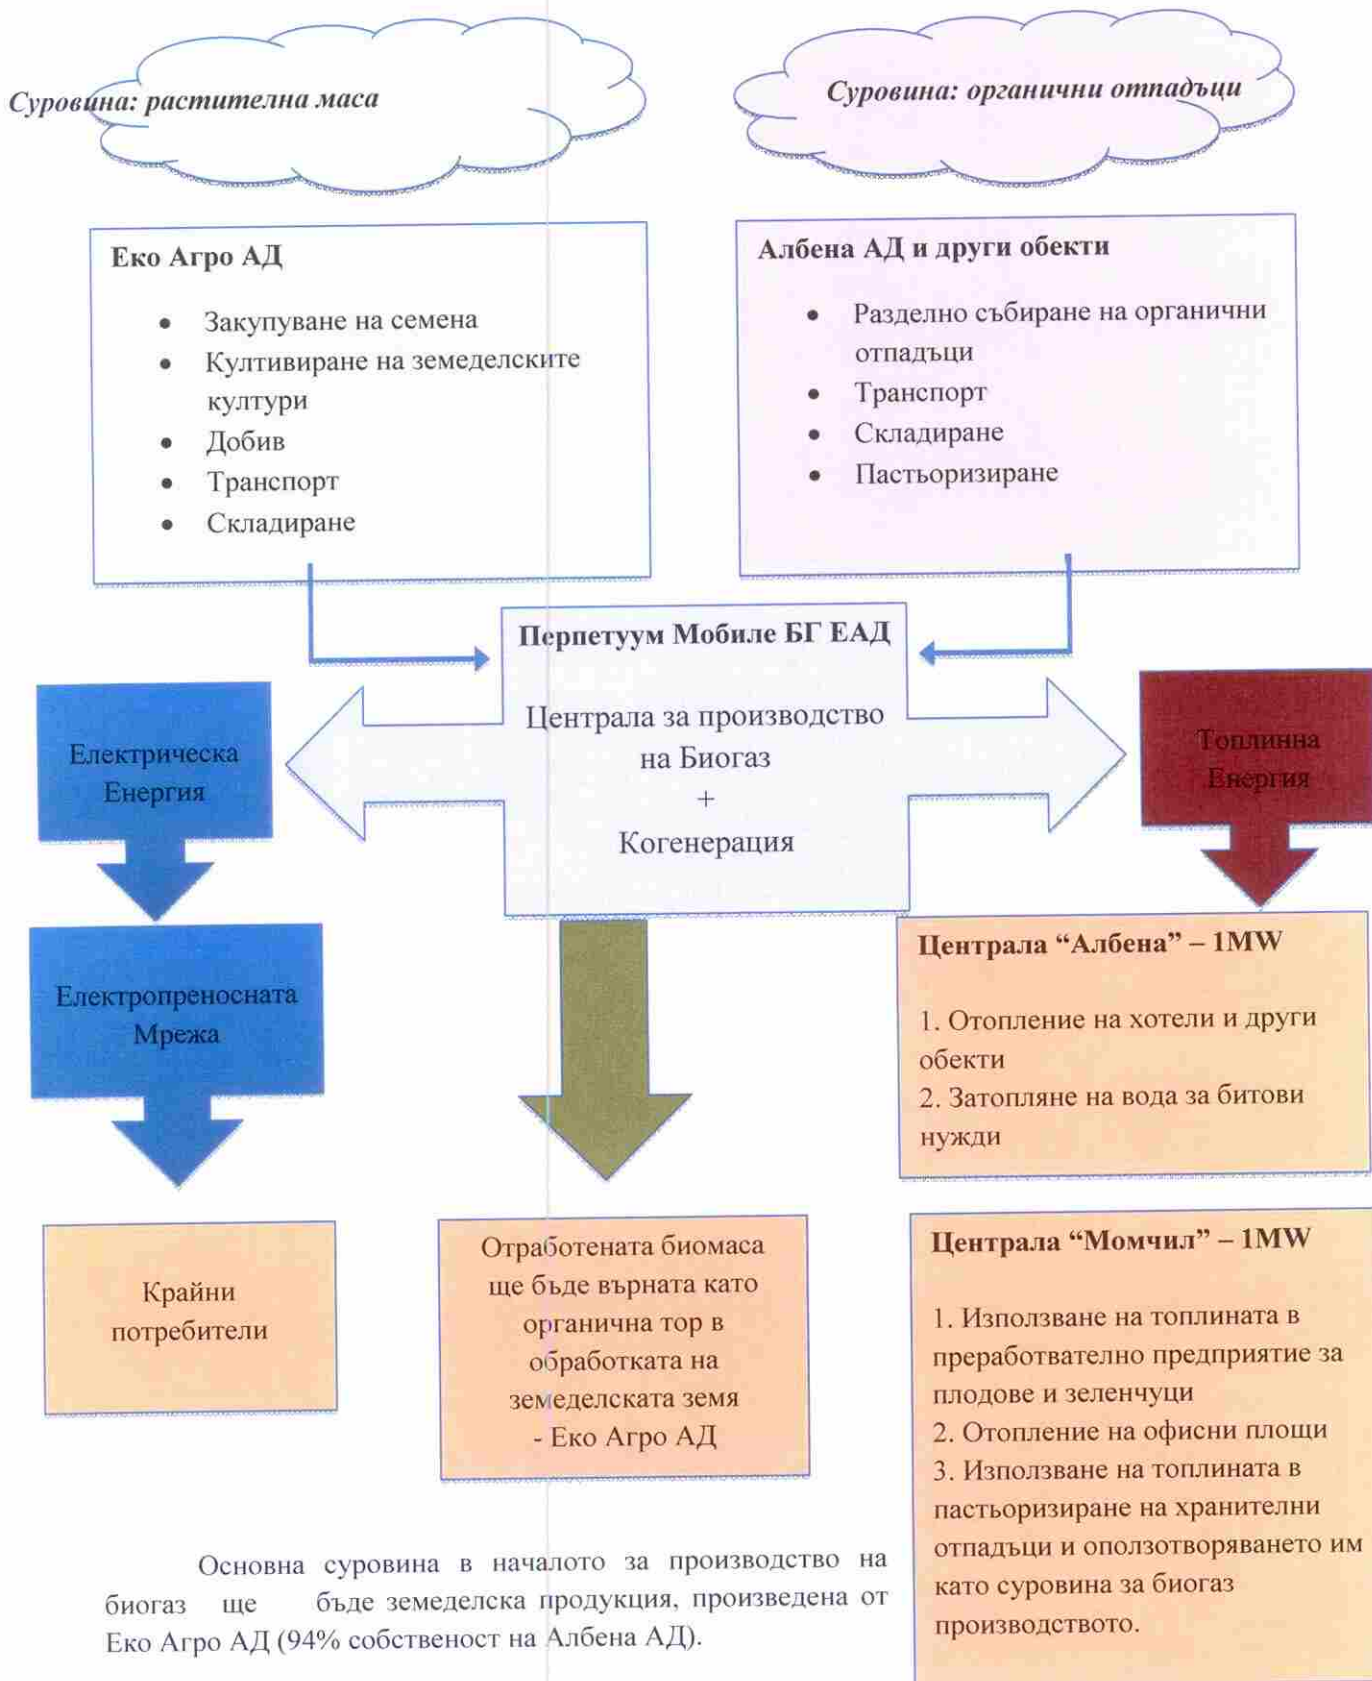 Суровина: растителна маса
Суровина: органични отпадъци
Еко Агро АД
• Закупуване на семена
• Култивиране на земеделските
култури
• Добив
• Транспорт
• Складиране
Албена АД и други обекти
• Разделно събиране на органични
отпадъци
• Транспорт
• Складиране
• Пастьоризиране
Перпетуум Мобиле БГ ЕАД
Централа за производство
на Биогаз
+
Когенерация
Електрическа
Енергия
Електропреносната
Мрежа
Крайни
потребители
Отработената биомаса
ще бъде върната като
органична тор в
обработката на
земеделската земя
- Еко Агро АД
Топлинна
Енергия
Централа “Албена” – 1MW
1. Отопление на хотели и други
обекти
2. Затопляне на вода за битови
нужди
Централа “Момчил” – 1MW
1. Използване на топлината в
преработвателно предприятие за
плодове и зеленчуци
2. Отопление на офисни площи
3. Използване на топлината в
пастьоризиране на хранителни
отпадъци и оползотворяването им
като суровина за биогаз
производството.
Основна суровина в началото за производство на
биогаз ще бъде земеделска продукция, произведена от
Еко Агро АД (94% собственост на Албена АД).